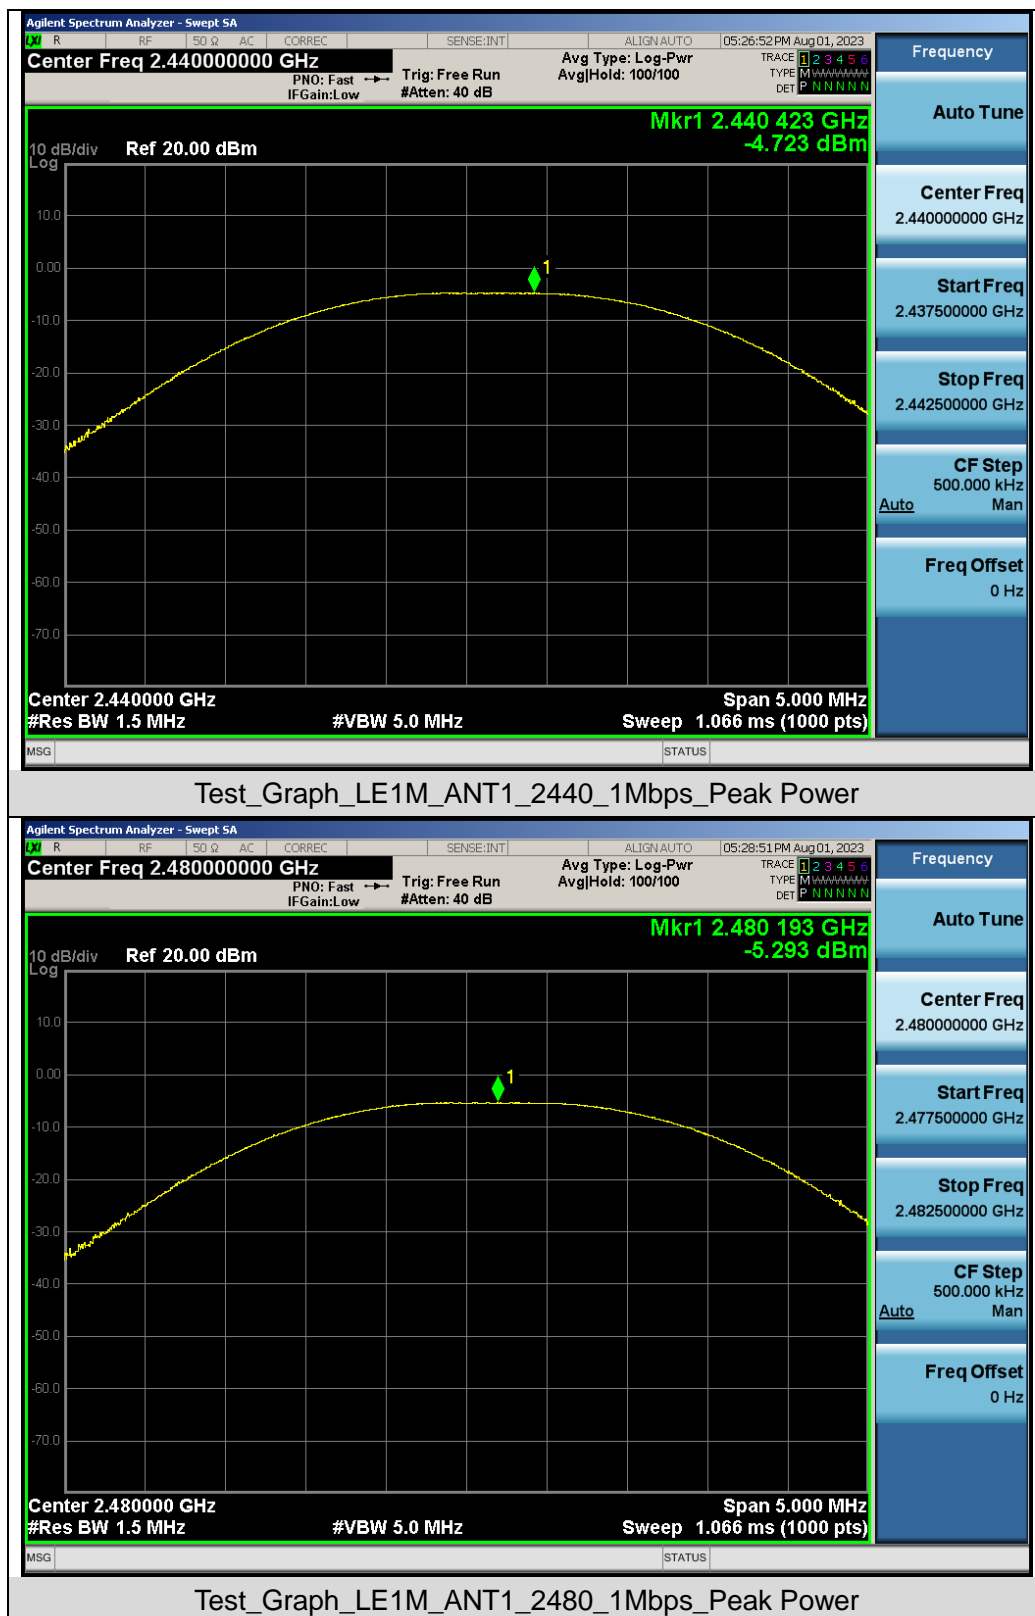 Agilent Spectrum Analyzer - Swept SA
LXI R RF 50 Ω AC CORREC SENSE:INT ALIGN AUTO 05:26:52 PM Aug 01, 2023
Center Freq 2.440000000 GHz
PNO: Fast
IFGain:Low
Trig: Free Run
#Atten: 40 dB
Avg Type: Log-Pwr
Avg|Hold: 100/100
TRACE 1 2 3 4 5 6
TYPE M WWWWW
DET P N N N N N
Mkr1 2.440 423 GHz
-4.723 dBm
10 dB/div Ref 20.00 dBm
Log
10.0
0.00
1
-10.0
-20.0
-30.0
-40.0
-50.0
-60.0
-70.0
Center 2.440000 GHz Span 5.000 MHz
#Res BW 1.5 MHz #VBW 5.0 MHz Sweep 1.066 ms (1000 pts)
MSG STATUS
Frequency
Auto Tune
Center Freq
2.440000000 GHz
Start Freq
2.437500000 GHz
Stop Freq
2.442500000 GHz
CF Step
500.000 kHz
Auto Man
Freq Offset
0 Hz
Test_Graph_LE1M_ANT1_2440_1Mbps_Peak Power
Agilent Spectrum Analyzer - Swept SA
LXI R RF 50 Ω AC CORREC SENSE:INT ALIGN AUTO 05:28:51 PM Aug 01, 2023
Center Freq 2.480000000 GHz
PNO: Fast
IFGain:Low
Trig: Free Run
#Atten: 40 dB
Avg Type: Log-Pwr
Avg|Hold: 100/100
TRACE 1 2 3 4 5 6
TYPE M WWWWW
DET P N N N N N
Mkr1 2.480 193 GHz
-5.293 dBm
10 dB/div Ref 20.00 dBm
Log
10.0
0.00
1
-10.0
-20.0
-30.0
-40.0
-50.0
-60.0
-70.0
Center 2.480000 GHz Span 5.000 MHz
#Res BW 1.5 MHz #VBW 5.0 MHz Sweep 1.066 ms (1000 pts)
MSG STATUS
Frequency
Auto Tune
Center Freq
2.480000000 GHz
Start Freq
2.477500000 GHz
Stop Freq
2.482500000 GHz
CF Step
500.000 kHz
Auto Man
Freq Offset
0 Hz
Test_Graph_LE1M_ANT1_2480_1Mbps_Peak Power